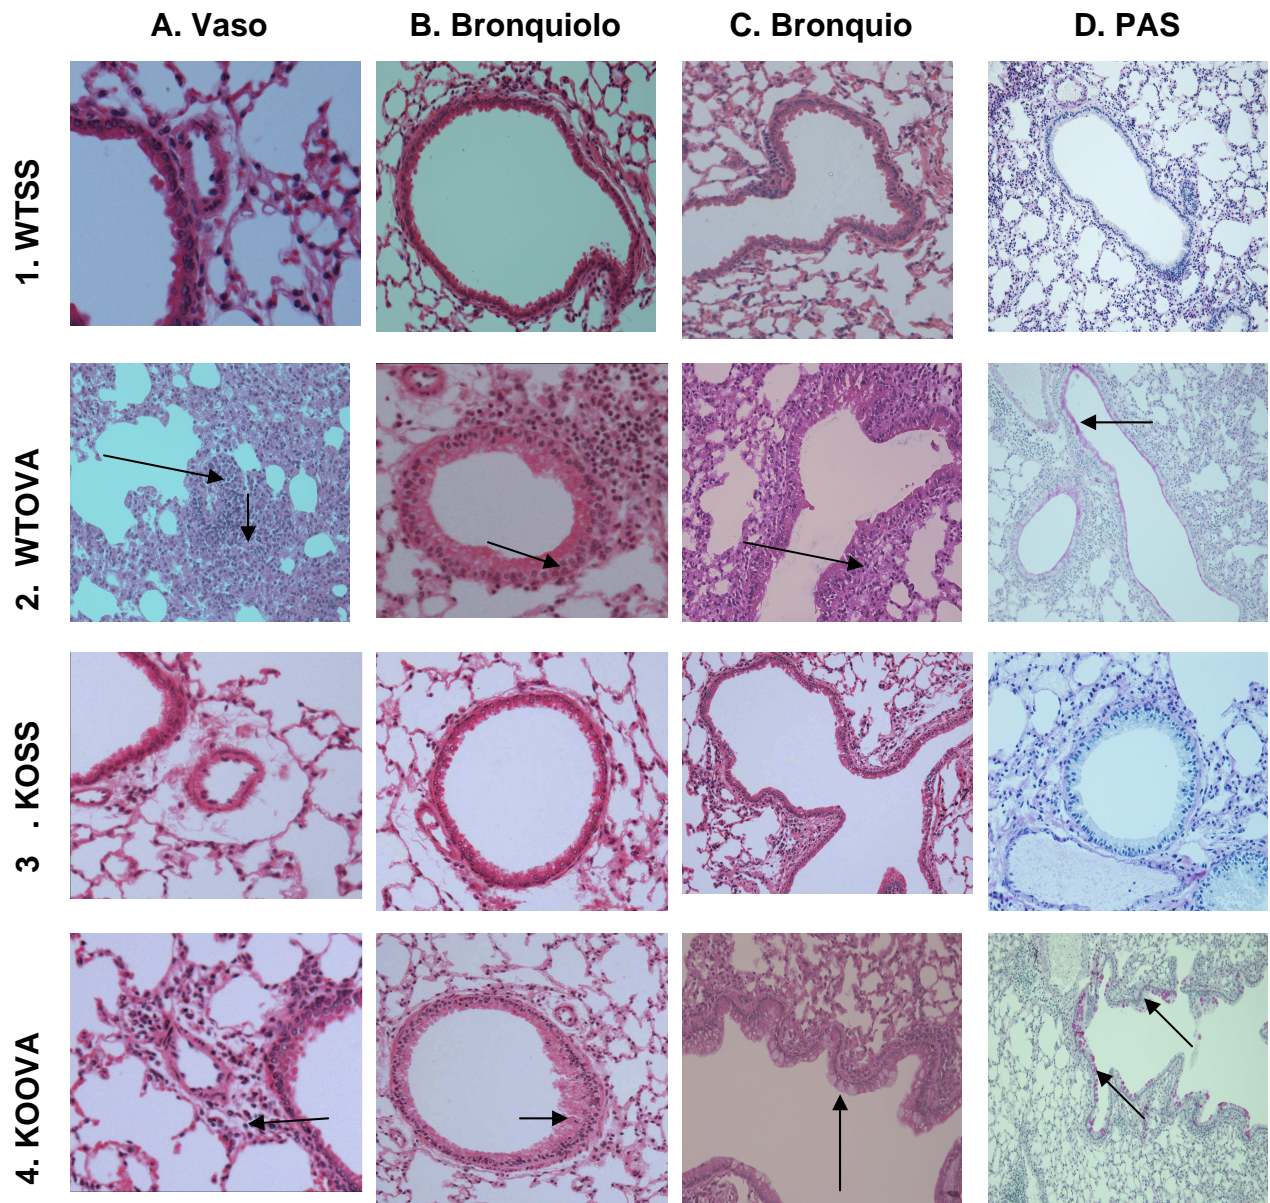 A. Vaso
B. Bronquiolo
C. Bronquio
D. PAS
1. WTSS
2. WTOVA
3 . KOSS
4. KOOVA